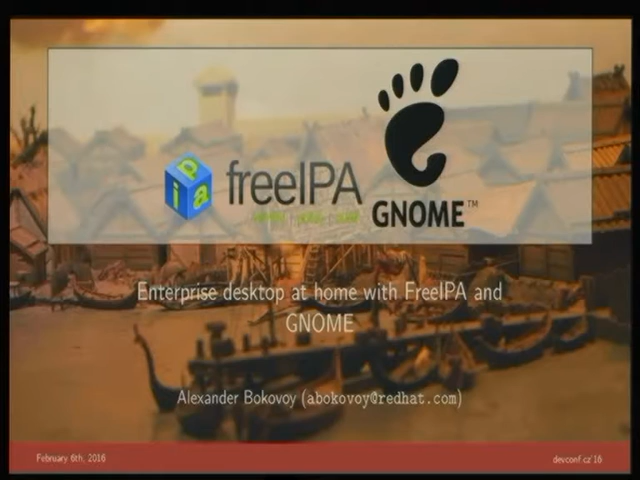 ipa
freeIPA
GNOME™
Enterprise desktop at home with FreeIPA and
GNOME
Alexander Bokovoy (abokovoy@redhat.com)
February 6th, 2016
devconf.cz'16